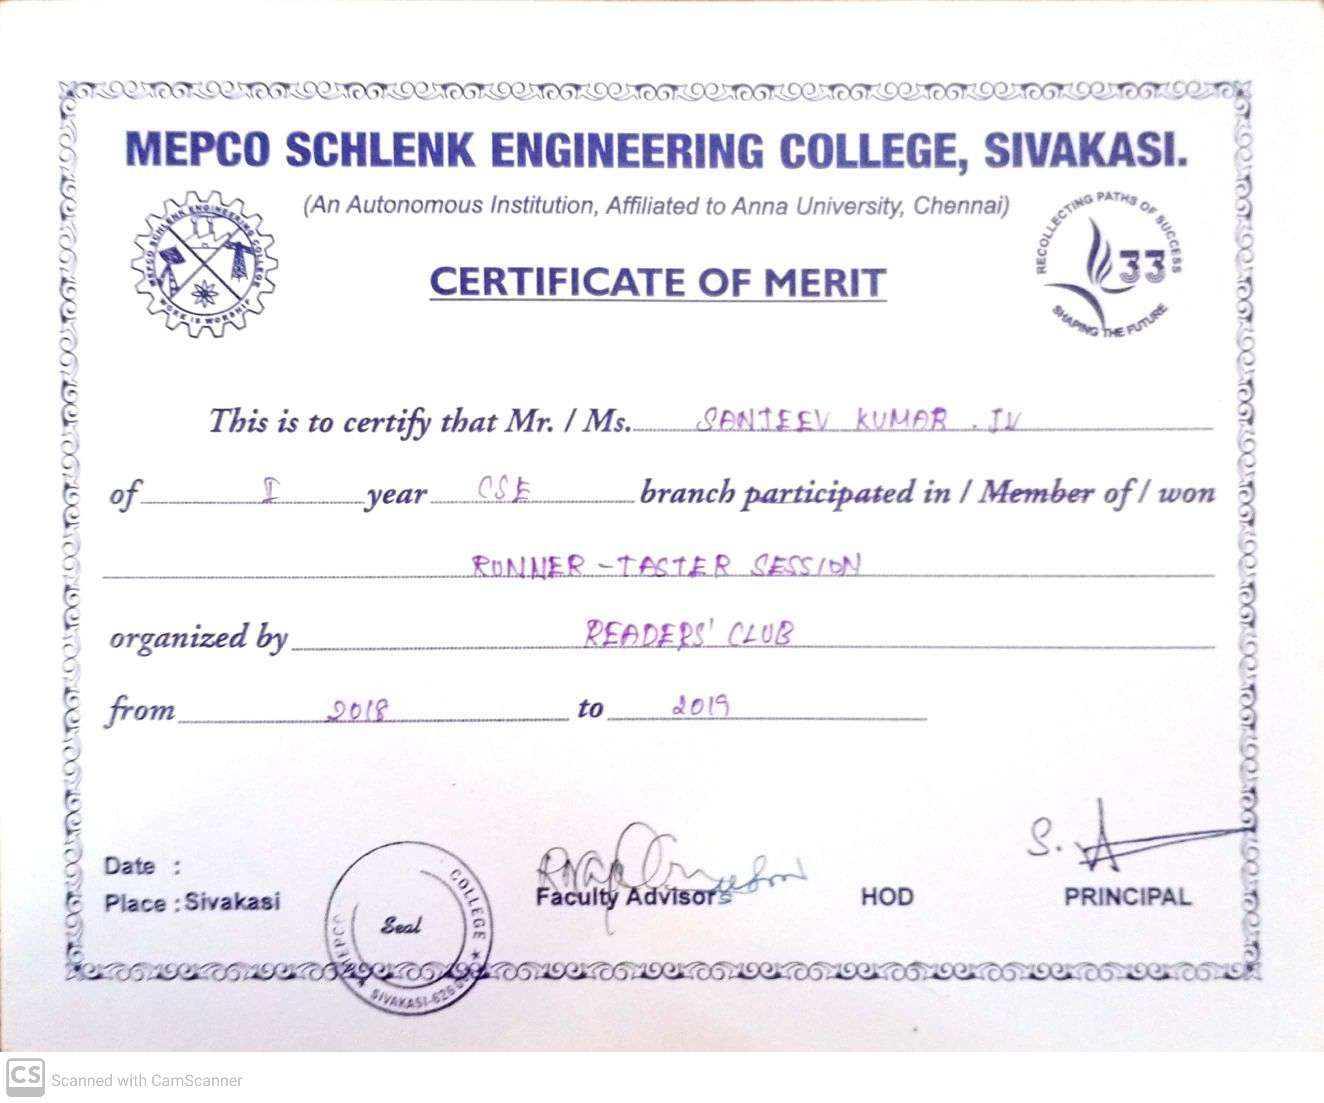 MEPCO SCHLENK ENGINEERING COLLEGE, SIVAKASI.
(An Autonomous Institution, Affiliated to Anna University, Chennai)
MEPCO SCHLENK ENGINEERING COLLEGE
WORK IS WORSHIP
RECOLLECTING PATHS OF SUCCESS
33
SHAPING THE FUTURE
CERTIFICATE OF MERIT
This is to certify that Mr. / Ms. SANJEEV KUMAR . IV
of I year CSE branch participated in / Member of / won
RUNNER - TASTER SESSION
organized by READERS' CLUB
from 2018 to 2019
Date :
Place : Sivakasi
Seal
MEPCO
COLLEGE ★
SIVAKASI-626
Faculty Advisors
HOD
S.
PRINCIPAL
CS Scanned with CamScanner